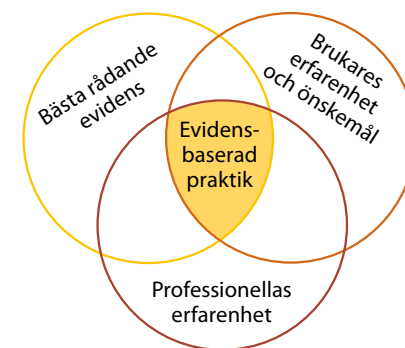 Bästa rådande
evidens
Brukares
erfarenhet
och önskemål
Evidens-
baserad
praktik
Professionellas
erfarenhet